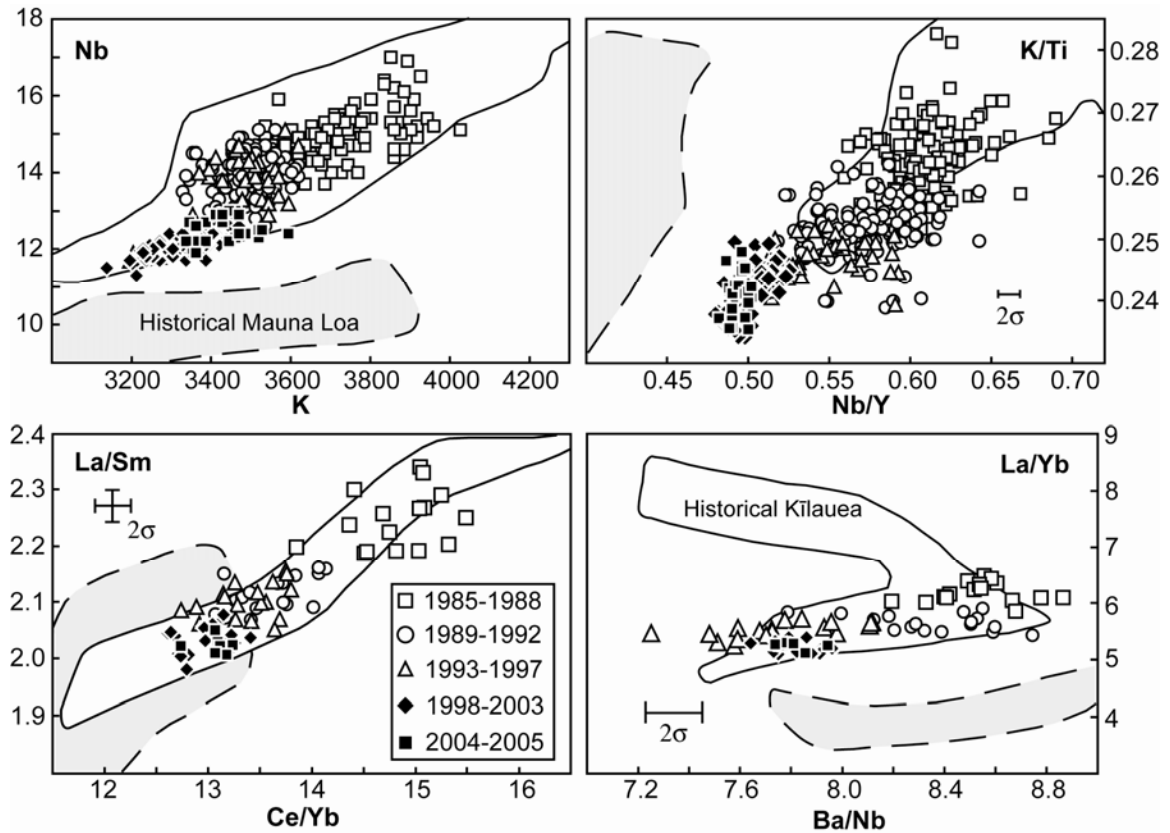 18
16
14
12
10
Nb
Historical Mauna Loa
3200 3400 3600 3800 4000 4200
K
K/Ti
0.28
0.27
0.26
0.25
0.24
2σ
0.45 0.50 0.55 0.60 0.65 0.70
Nb/Y
2.4
2.3
2.2
2.1
2.0
1.9
La/Sm
2σ
1985-1988
1989-1992
1993-1997
1998-2003
2004-2005
12 13 14 15 16
Ce/Yb
La/Yb
Historical Kīlauea
9
8
7
6
5
4
2σ
7.2 7.6 8.0 8.4 8.8
Ba/Nb